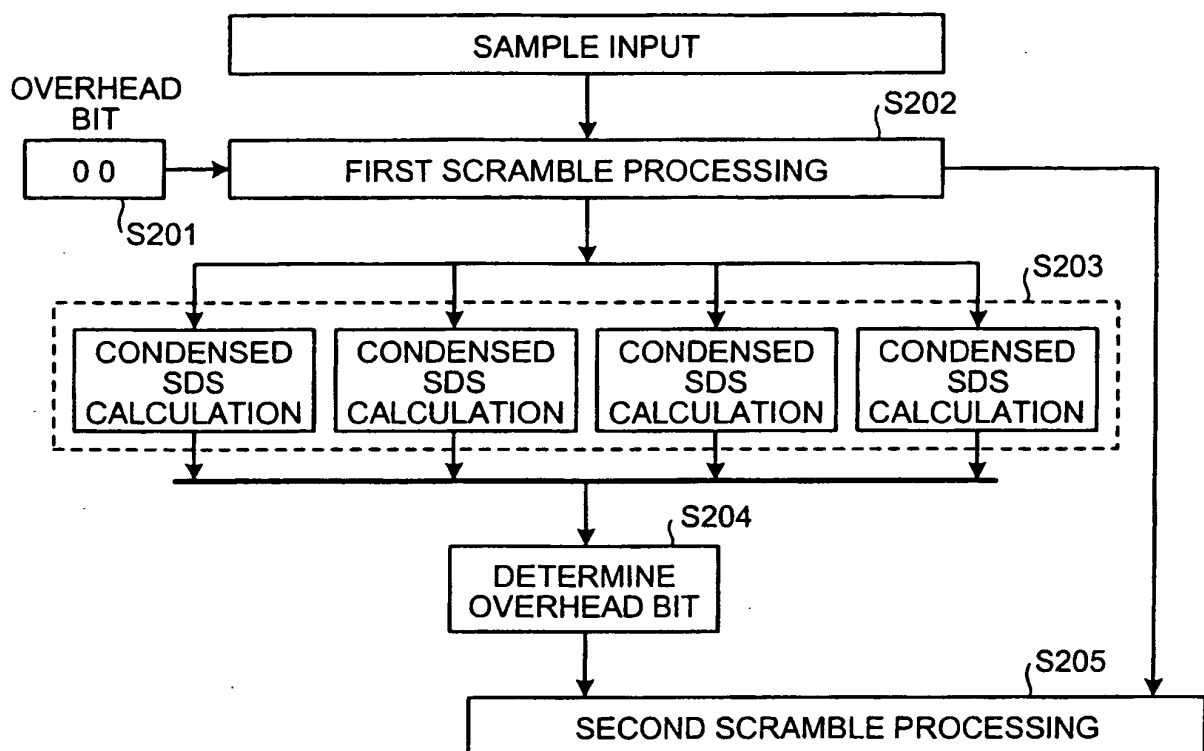 SAMPLE INPUT
OVERHEAD
BIT
S202
0 0
FIRST SCRAMBLE PROCESSING
S201
S203
CONDENSED
SDS
CALCULATION
CONDENSED
SDS
CALCULATION
CONDENSED
SDS
CALCULATION
CONDENSED
SDS
CALCULATION
S204
DETERMINE
OVERHEAD BIT
S205
SECOND SCRAMBLE PROCESSING